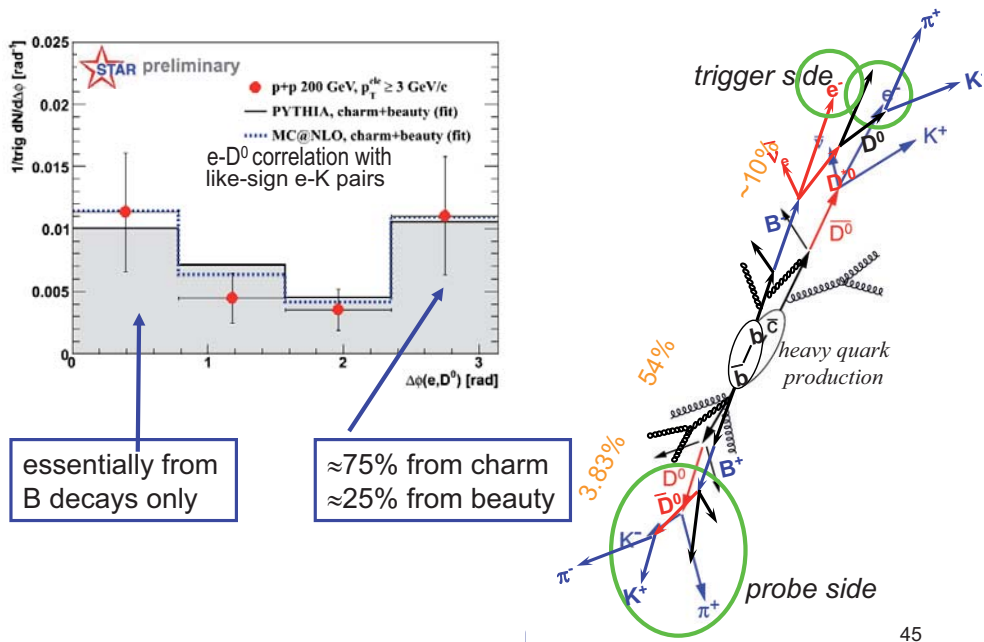 0.025
0.02
0.015
0.01
0.005
0
1/trig dN/dΔφ [rad⁻¹]
STAR preliminary
p+p 200 GeV, p_T^ele ≥ 3 GeV/c
PYTHIA, charm+beauty (fit)
MC@NLO, charm+beauty (fit)
e-D⁰ correlation with
like-sign e-K pairs
0 1 2 3
Δφ(e,D⁰) [rad]
essentially from
B decays only
≈75% from charm
≈25% from beauty
π⁺
trigger side
e⁻
e⁻
K⁻
K⁺
D⁰
ν̄
ν̄e
~10%
D*0
B⁻
D̄⁰
b c̄
b̄
heavy quark
production
54%
3.83%
B⁺
D⁰
D̄⁰
K⁻
π⁻
K⁺
π⁺
probe side
45